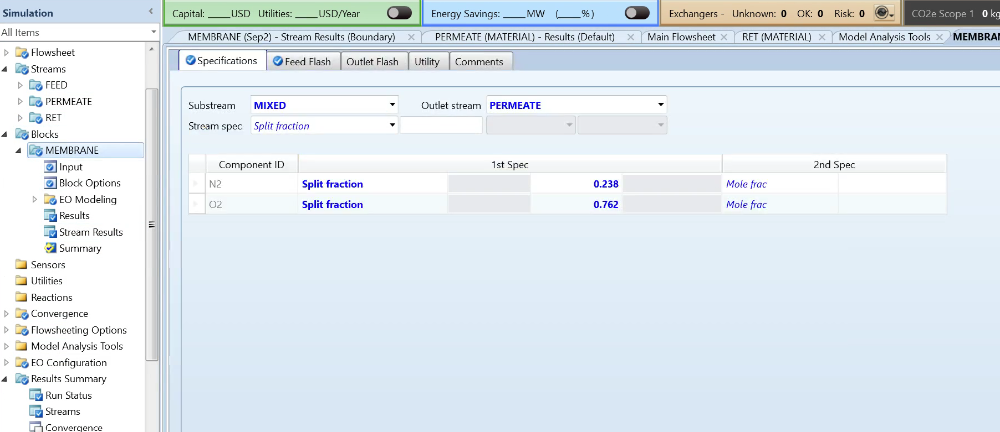 Simulation
All Items
Flowsheet
Streams
FEED
PERMEATE
RET
Blocks
MEMBRANE
Input
Block Options
EO Modeling
Results
Stream Results
Summary
Sensors
Utilities
Reactions
Convergence
Flowsheeting Options
Model Analysis Tools
EO Configuration
Results Summary
Run Status
Streams
Convergence
Capital: ____USD Utilities: ____USD/Year
Energy Savings: ____MW (____%)
Exchangers - Unknown: 0 OK: 0 Risk: 0
CO2e Scope 1 0 kg
MEMBRANE (Sep2) - Stream Results (Boundary)
PERMEATE (MATERIAL) - Results (Default)
Main Flowsheet
RET (MATERIAL)
Model Analysis Tools
Specifications
Feed Flash
Outlet Flash
Utility
Comments
Substream MIXED Outlet stream PERMEATE
Stream spec Split fraction
Component ID 1st Spec 2nd Spec
N2 Split fraction 0.238 Mole frac
O2 Split fraction 0.762 Mole frac